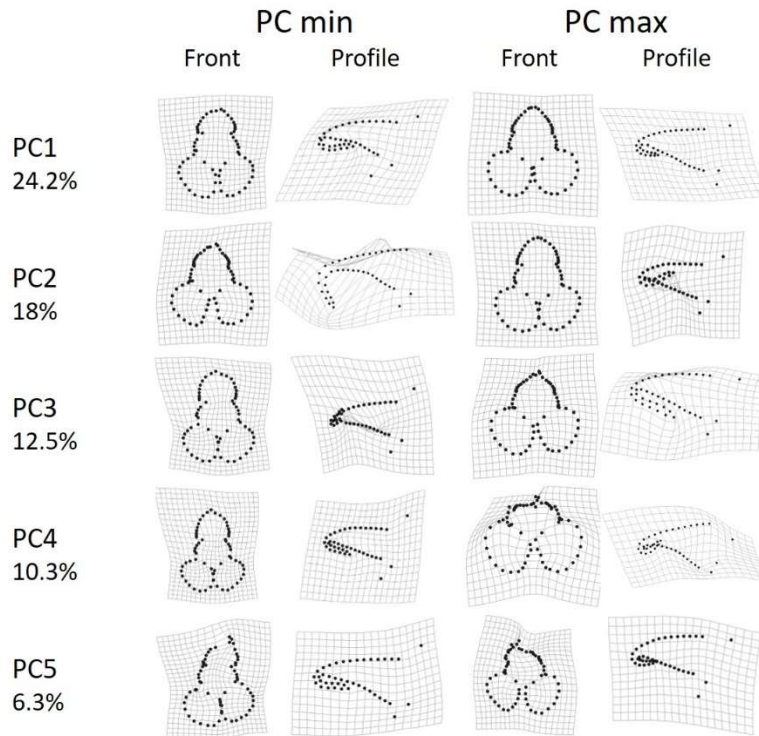 PC min PC max
Front Profile Front Profile
PC1
24.2%
PC2
18%
PC3
12.5%
PC4
10.3%
PC5
6.3%